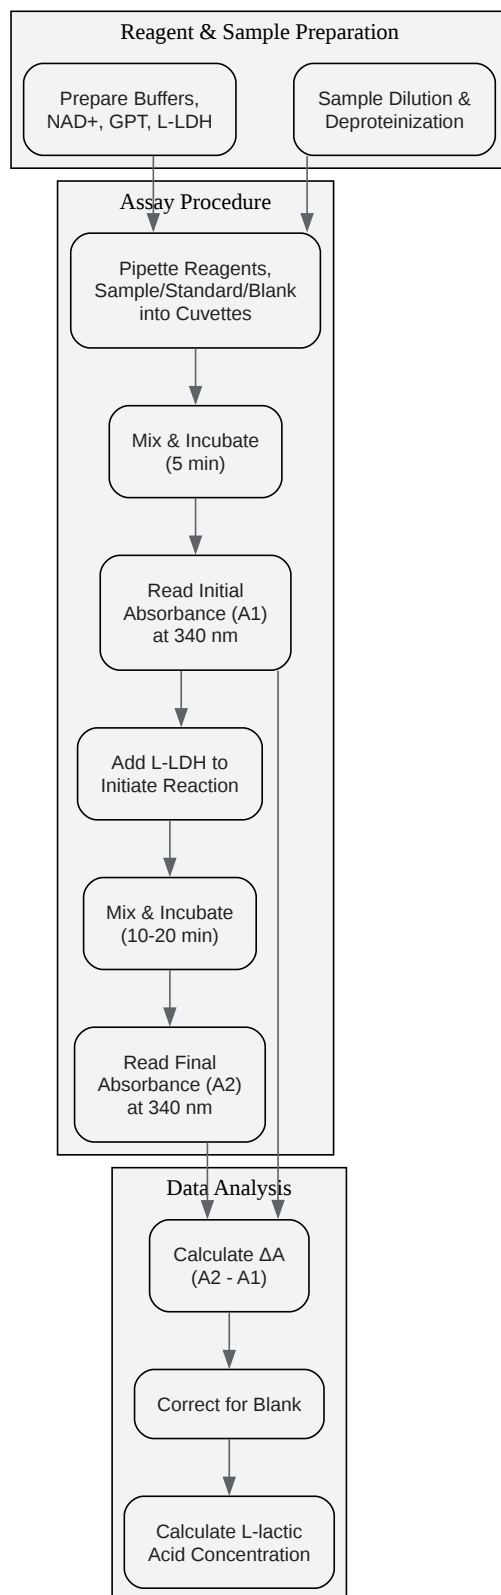 Reagent & Sample Preparation
Prepare Buffers,
NAD+, GPT, L-LDH
Sample Dilution &
Deproteinization
Assay Procedure
Pipette Reagents,
Sample/Standard/Blank
into Cuvettes
Mix & Incubate
(5 min)
Read Initial
Absorbance (A1)
at 340 nm
Add L-LDH to
Initiate Reaction
Mix & Incubate
(10-20 min)
Read Final
Absorbance (A2)
at 340 nm
Data Analysis
Calculate ΔA
(A2 - A1)
Correct for Blank
Calculate L-lactic
Acid Concentration